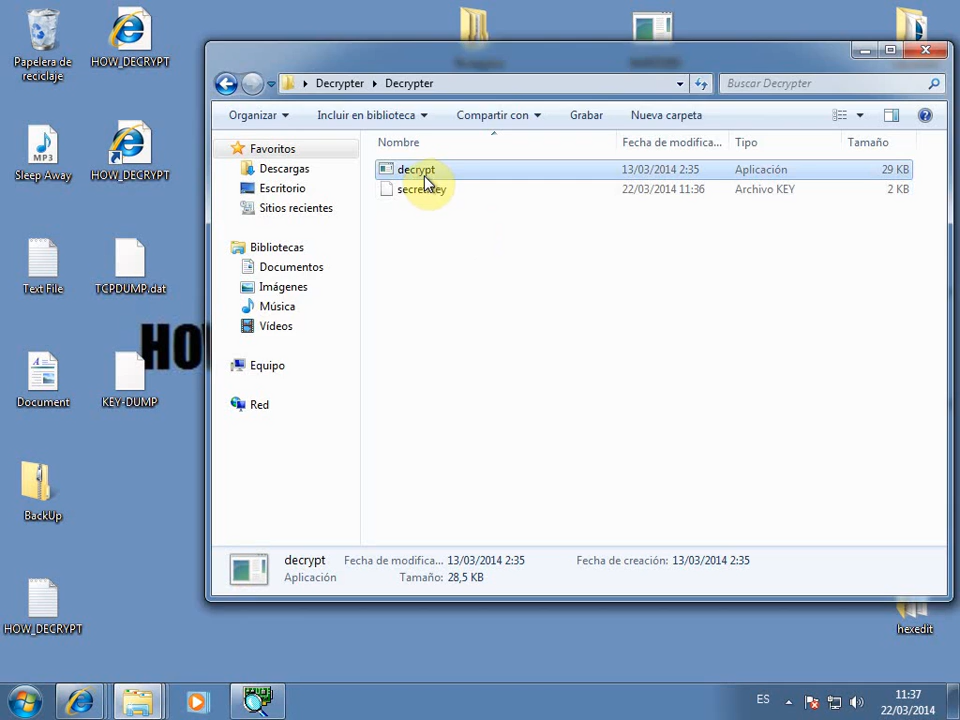 Papelera de
reciclaje
HOW_DECRYPT
Sleep Away
MP3
HOW_DECRYPT
Text File
TCPDUMP.dat
Document
KEY-DUMP
BackUp
HOW_DECRYPT
hexedit
HO
Decrypter
Decrypter
Buscar Decrypter
Organizar
Incluir en biblioteca
Compartir con
Grabar
Nueva carpeta
Favoritos
Descargas
Escritorio
Sitios recientes
Bibliotecas
Documentos
Imágenes
Música
Vídeos
Equipo
Red
Nombre Fecha de modifica... Tipo Tamaño
decrypt 13/03/2014 2:35 Aplicación 29 KB
22/03/2014 11:36 Archivo KEY 2 KB
decrypt Fecha de modifica... 13/03/2014 2:35 Fecha de creación: 13/03/2014 2:35
Aplicación Tamaño: 28,5 KB
ES
11:37
22/03/2014